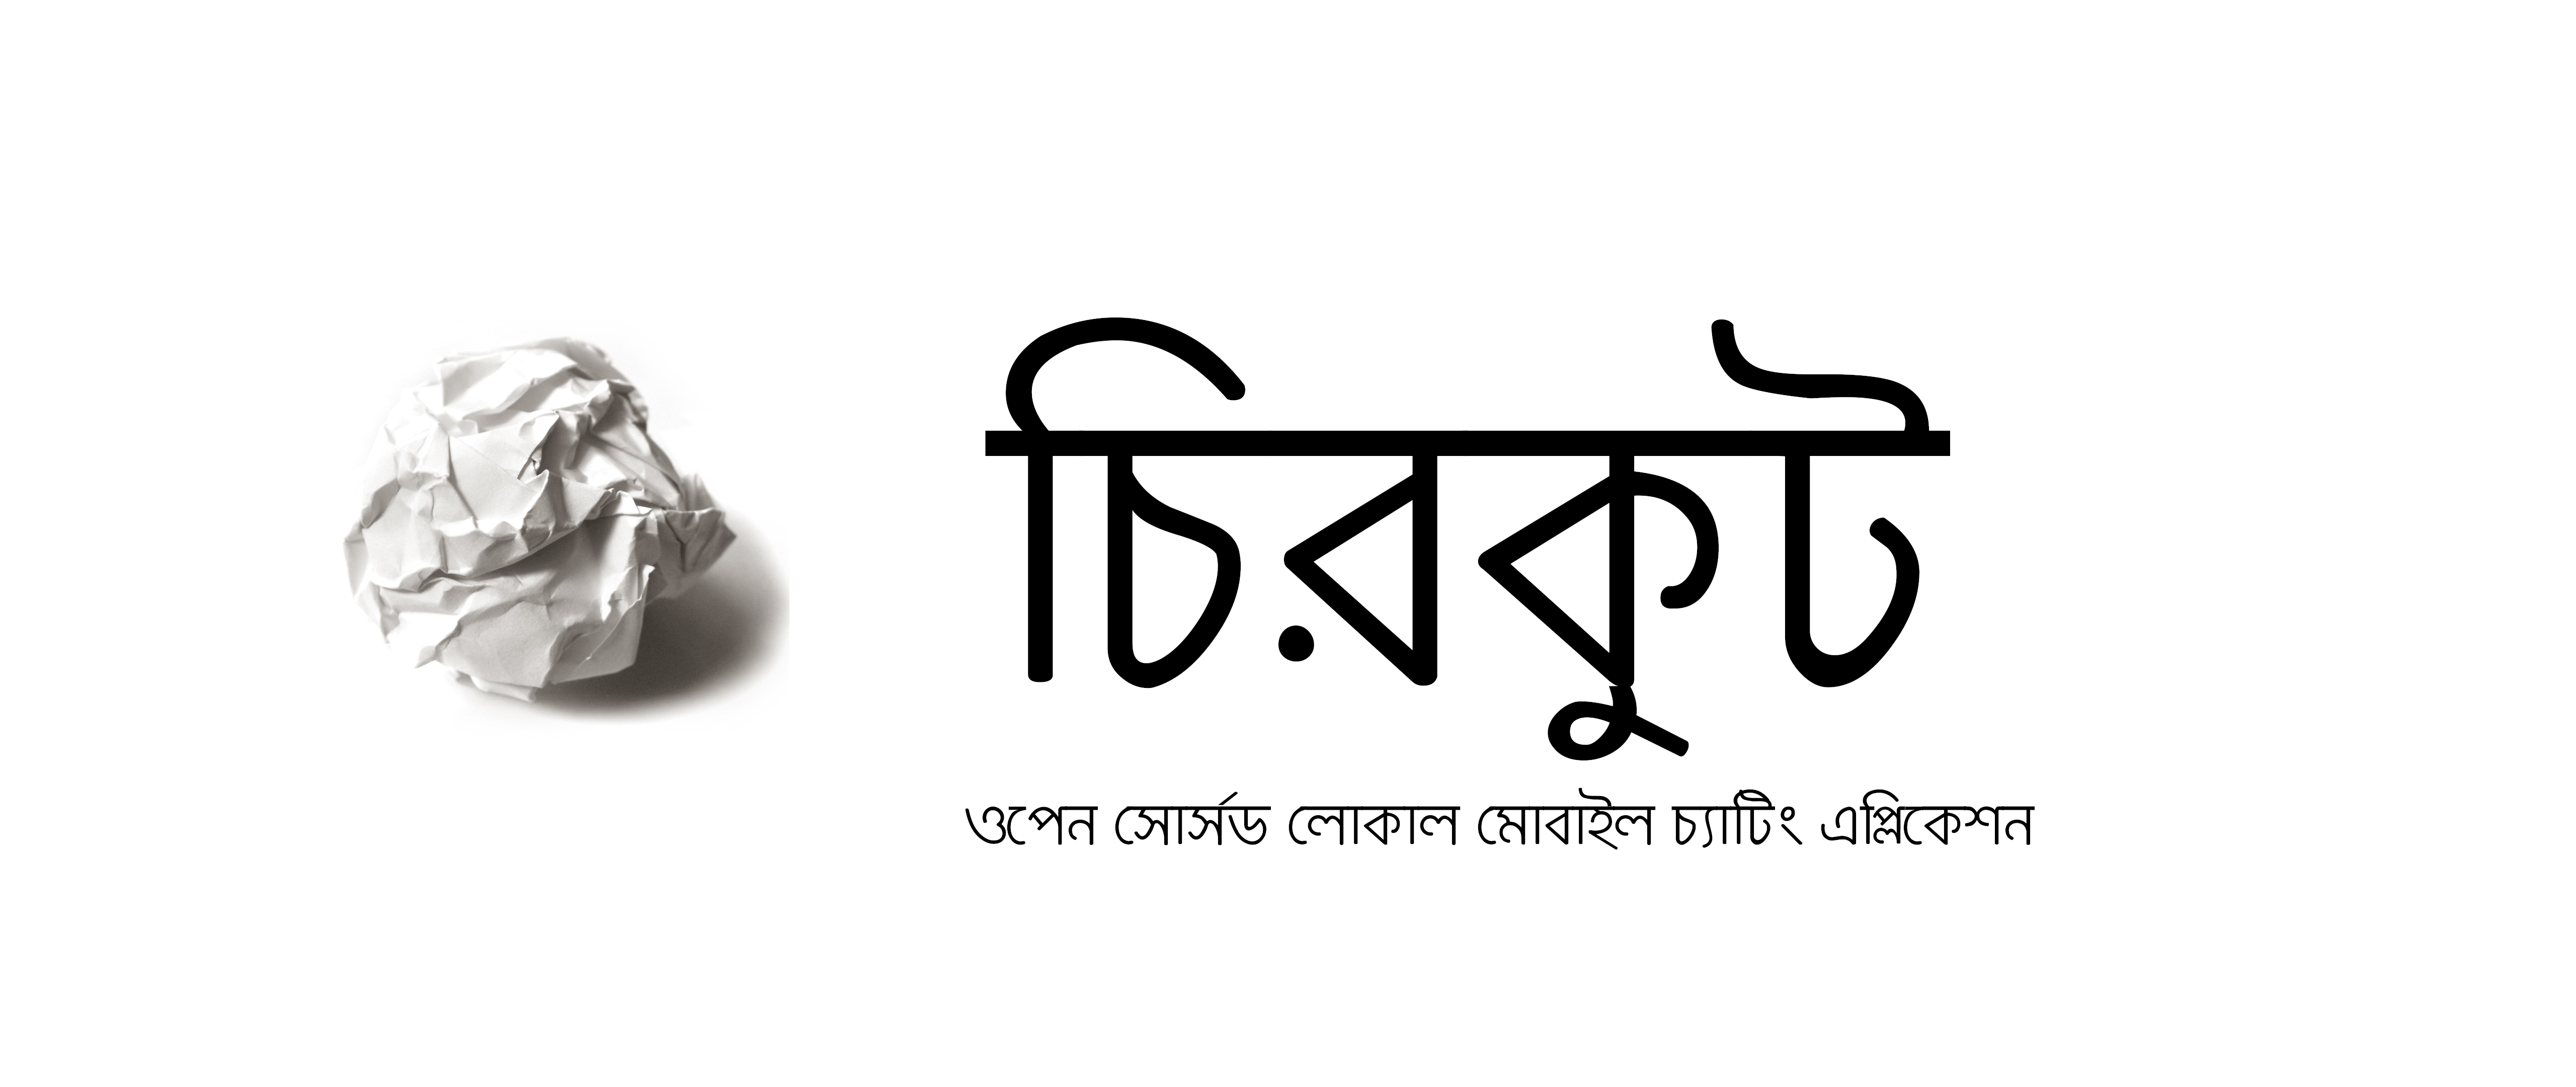 চিরকুট
ওপেন সোর্সড লোকাল মোবাইল চ্যাটিং এপ্লিকেশন